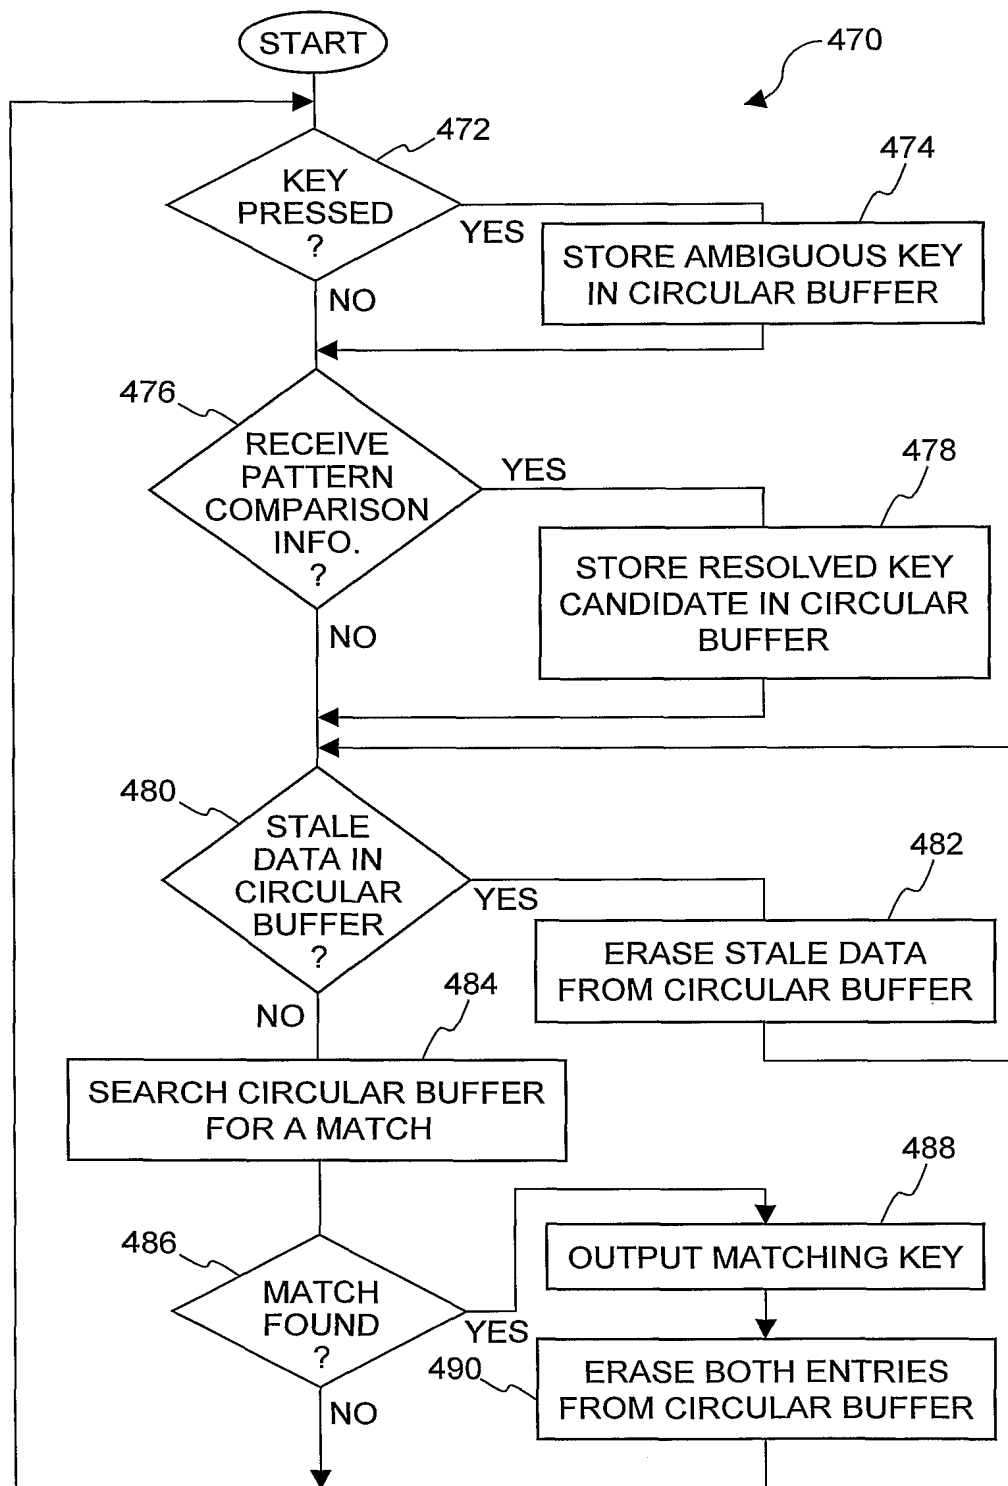 START
470
472
KEY
PRESSED
?
YES
NO
474
STORE AMBIGUOUS KEY
IN CIRCULAR BUFFER
476
RECEIVE
PATTERN
COMPARISON
INFO.
?
YES
NO
478
STORE RESOLVED KEY
CANDIDATE IN CIRCULAR
BUFFER
480
STALE
DATA IN
CIRCULAR
BUFFER
?
YES
NO
482
ERASE STALE DATA
FROM CIRCULAR BUFFER
484
SEARCH CIRCULAR BUFFER
FOR A MATCH
486
MATCH
FOUND
?
YES
NO
488
OUTPUT MATCHING KEY
490
ERASE BOTH ENTRIES
FROM CIRCULAR BUFFER